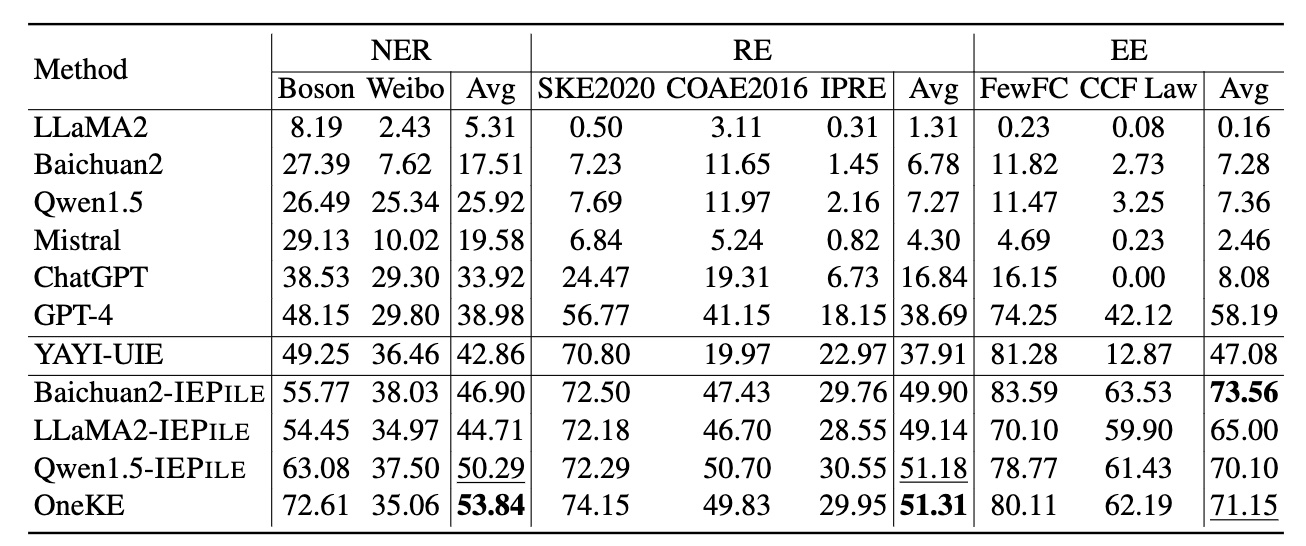 Method NER RE EE
Boson Weibo Avg SKE2020 COAE2016 IPRE Avg FewFC CCF Law Avg
LLaMA2 8.19 2.43 5.31 0.50 3.11 0.31 1.31 0.23 0.08 0.16
Baichuan2 27.39 7.62 17.51 7.23 11.65 1.45 6.78 11.82 2.73 7.28
Qwen1.5 26.49 25.34 25.92 7.69 11.97 2.16 7.27 11.47 3.25 7.36
Mistral 29.13 10.02 19.58 6.84 5.24 0.82 4.30 4.69 0.23 2.46
ChatGPT 38.53 29.30 33.92 24.47 19.31 6.73 16.84 16.15 0.00 8.08
GPT-4 48.15 29.80 38.98 56.77 41.15 18.15 38.69 74.25 42.12 58.19
YAYI-UIE 49.25 36.46 42.86 70.80 19.97 22.97 37.91 81.28 12.87 47.08
Baichuan2-IEPILE 55.77 38.03 46.90 72.50 47.43 29.76 49.90 83.59 63.53 73.56
LLaMA2-IEPILE 54.45 34.97 44.71 72.18 46.70 28.55 49.14 70.10 59.90 65.00
Qwen1.5-IEPILE 63.08 37.50 50.29 72.29 50.70 30.55 51.18 78.77 61.43 70.10
OneKE 72.61 35.06 53.84 74.15 49.83 29.95 51.31 80.11 62.19 71.15